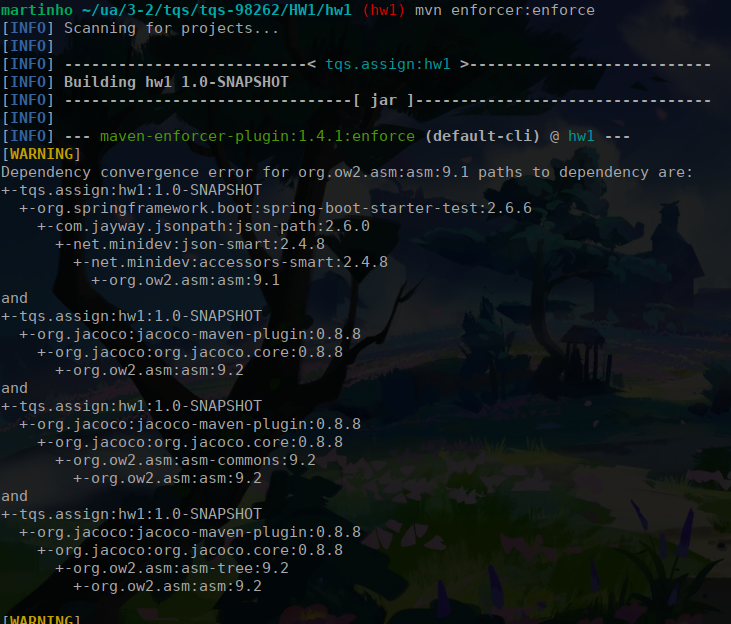 martinho ~/ua/3-2/tqs/tqs-98262/HW1/hw1 (hw1) mvn enforcer:enforce
[INFO] Scanning for projects...
[INFO]
[INFO] ---------------------------< tqs.assign:hw1 >---------------------------
[INFO] Building hw1 1.0-SNAPSHOT
[INFO] --------------------------------[ jar ]---------------------------------
[INFO]
[INFO] --- maven-enforcer-plugin:1.4.1:enforce (default-cli) @ hw1 ---
[WARNING]
Dependency convergence error for org.ow2.asm:asm:9.1 paths to dependency are:
+-tqs.assign:hw1:1.0-SNAPSHOT
  +-org.springframework.boot:spring-boot-starter-test:2.6.6
    +-com.jayway.jsonpath:json-path:2.6.0
      +-net.minidev:json-smart:2.4.8
        +-net.minidev:accessors-smart:2.4.8
          +-org.ow2.asm:asm:9.1
and
+-tqs.assign:hw1:1.0-SNAPSHOT
  +-org.jacoco:jacoco-maven-plugin:0.8.8
    +-org.jacoco:org.jacoco.core:0.8.8
      +-org.ow2.asm:asm:9.2
and
+-tqs.assign:hw1:1.0-SNAPSHOT
  +-org.jacoco:jacoco-maven-plugin:0.8.8
    +-org.jacoco:org.jacoco.core:0.8.8
      +-org.ow2.asm:asm-commons:9.2
        +-org.ow2.asm:asm:9.2
and
+-tqs.assign:hw1:1.0-SNAPSHOT
  +-org.jacoco:jacoco-maven-plugin:0.8.8
    +-org.jacoco:org.jacoco.core:0.8.8
      +-org.ow2.asm:asm-tree:9.2
        +-org.ow2.asm:asm:9.2

[WARNING]